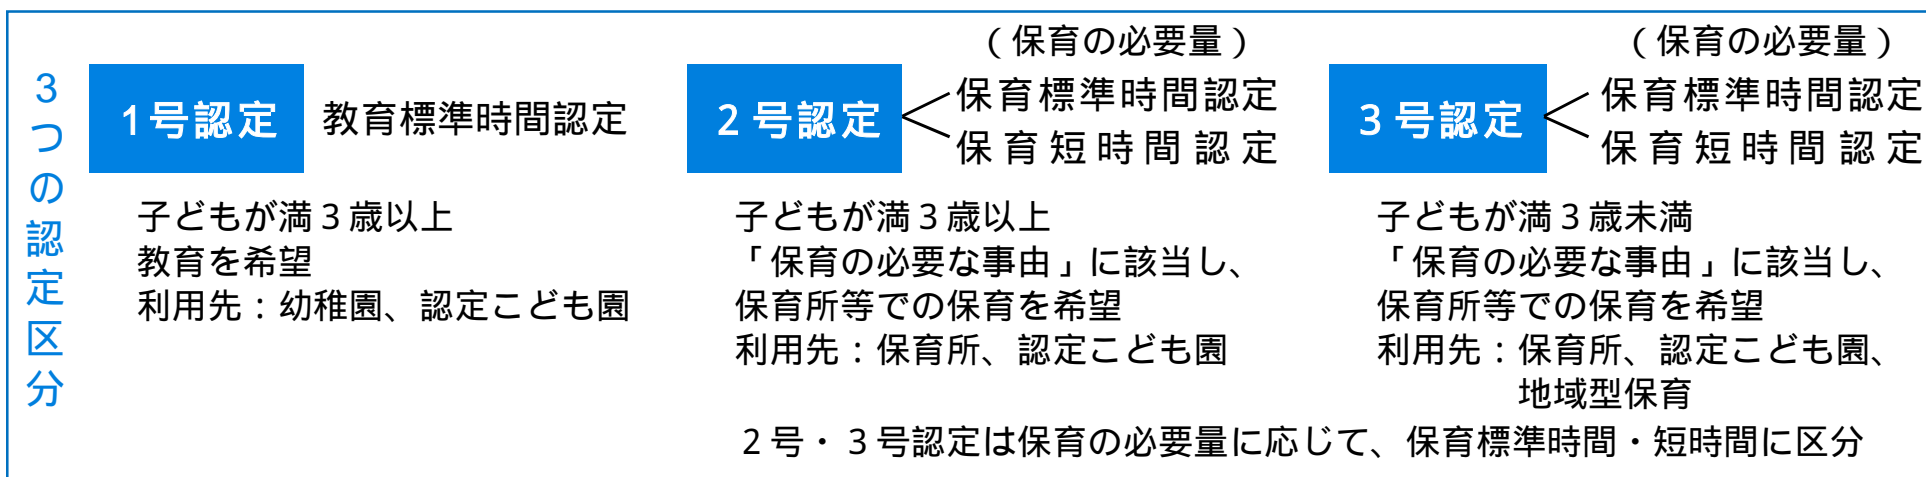 3つの認定区分
1号認定
教育標準時間認定
子どもが満3歳以上
教育を希望
利用先：幼稚園、認定こども園
2号認定
（保育の必要量）
保育標準時間認定
保育短時間認定
子どもが満3歳以上
「保育の必要な事由」に該当し、
保育所等での保育を希望
利用先：保育所、認定こども園
3号認定
（保育の必要量）
保育標準時間認定
保育短時間認定
子どもが満3歳未満
「保育の必要な事由」に該当し、
保育所等での保育を希望
利用先：保育所、認定こども園、
地域型保育
2号・3号認定は保育の必要量に応じて、保育標準時間・短時間に区分